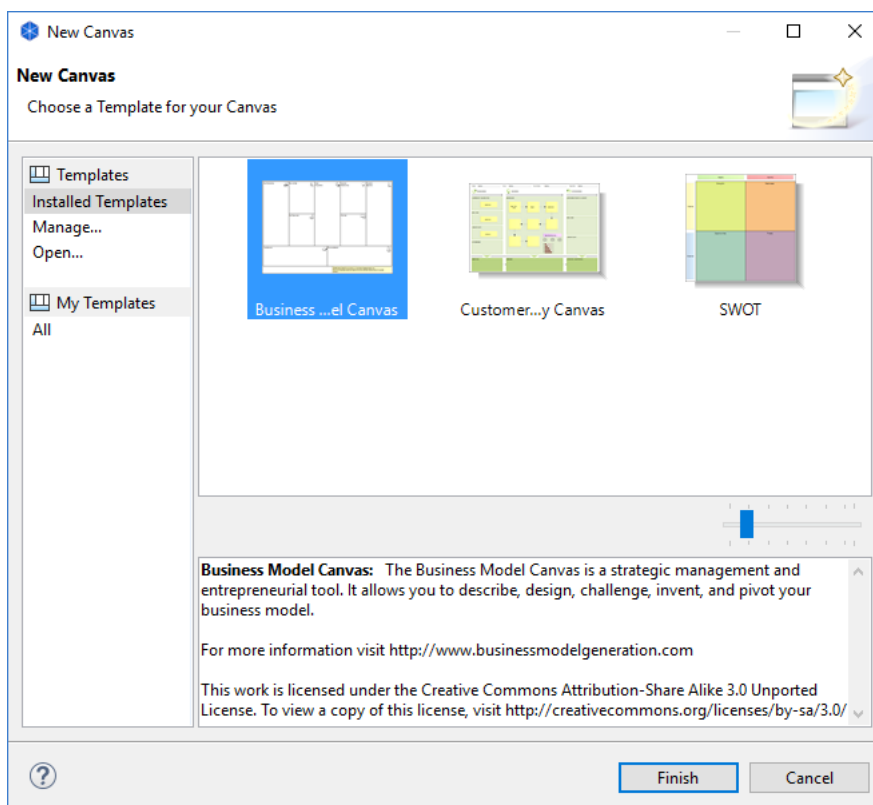 New Canvas
New Canvas
Choose a Template for your Canvas
Templates
Installed Templates
Manage...
Open...
My Templates
All
Business ...el Canvas
Customer...y Canvas
SWOT
Business Model Canvas: The Business Model Canvas is a strategic management and
entrepreneurial tool. It allows you to describe, design, challenge, invent, and pivot your
business model.
For more information visit http://www.businessmodelgeneration.com
This work is licensed under the Creative Commons Attribution-Share Alike 3.0 Unported
License. To view a copy of this license, visit http://creativecommons.org/licenses/by-sa/3.0/
Finish
Cancel